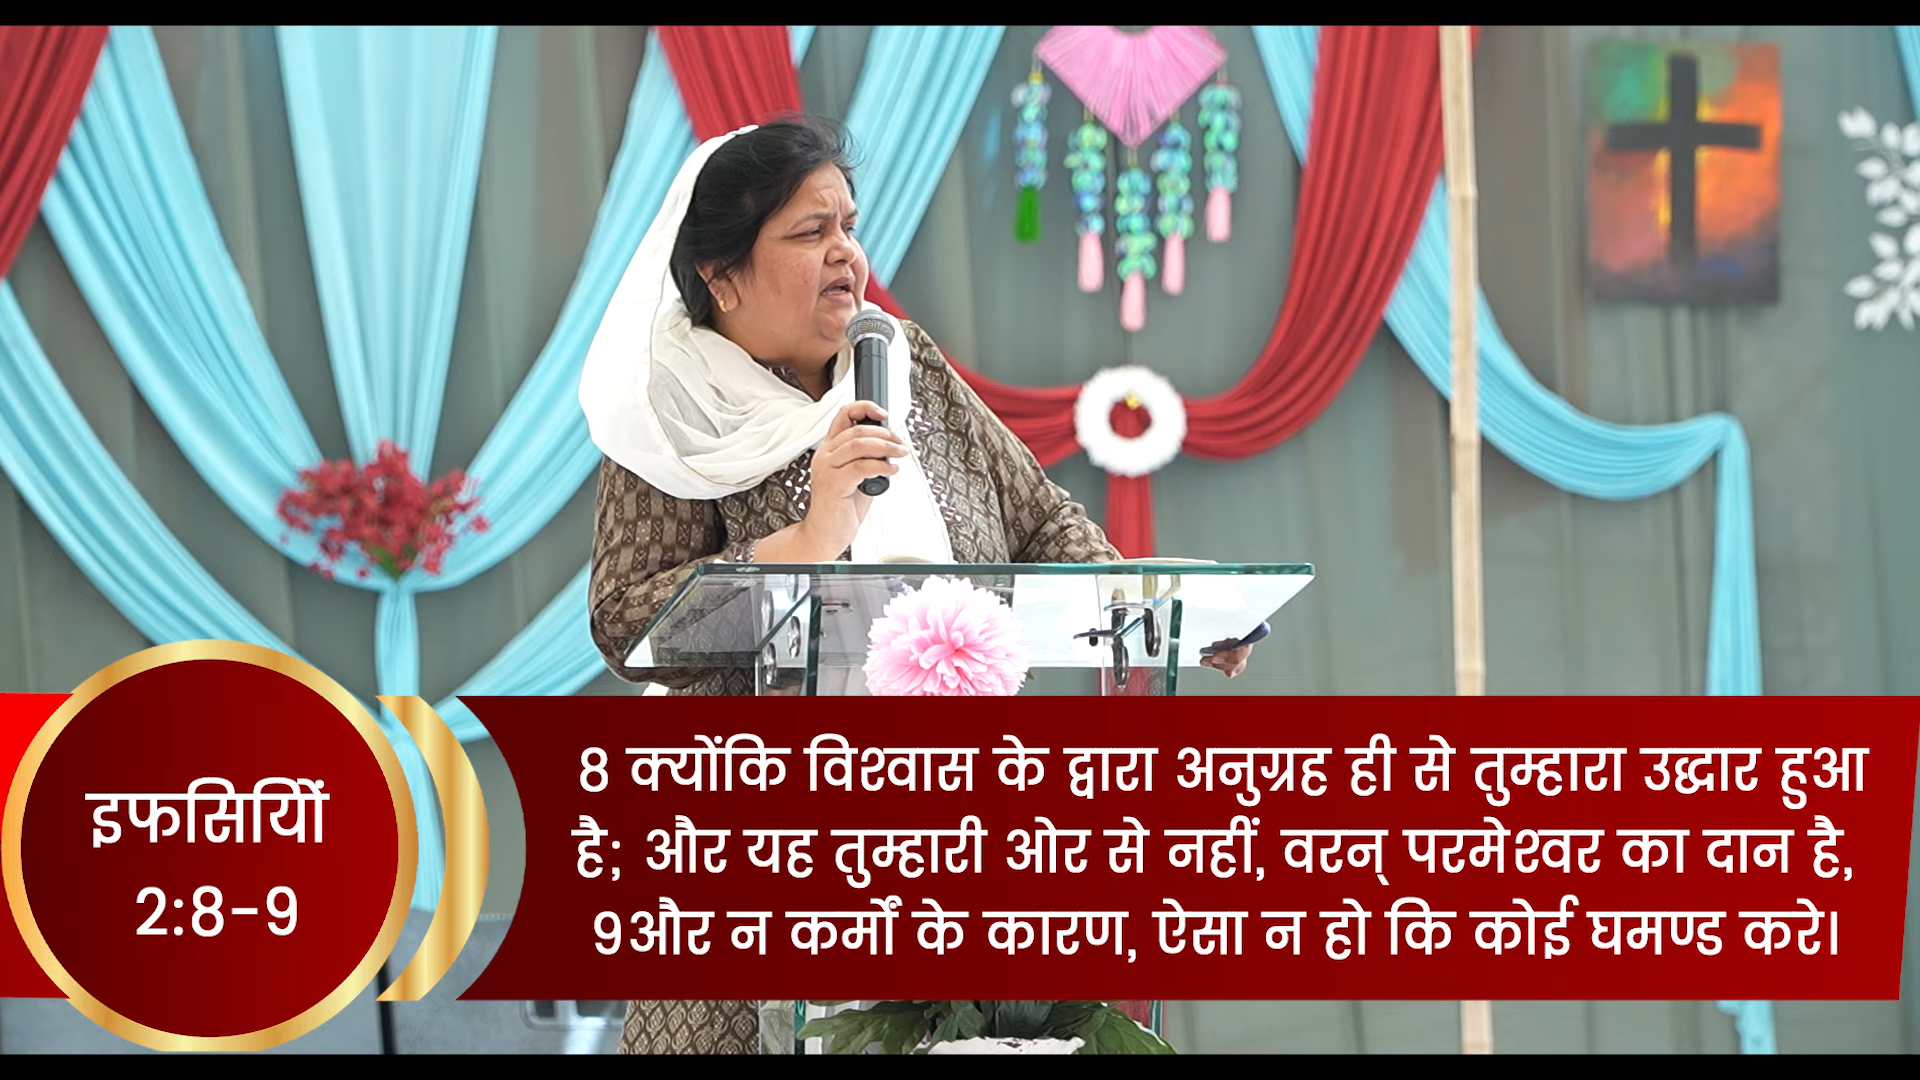 इफसियों
2:8-9
8 क्योंकि विश्वास के द्वारा अनुग्रह ही से तुम्हारा उद्धार हुआ
है; और यह तुम्हारी ओर से नहीं, वरन् परमेश्वर का दान है,
9और न कर्मों के कारण, ऐसा न हो कि कोई घमण्ड करे।